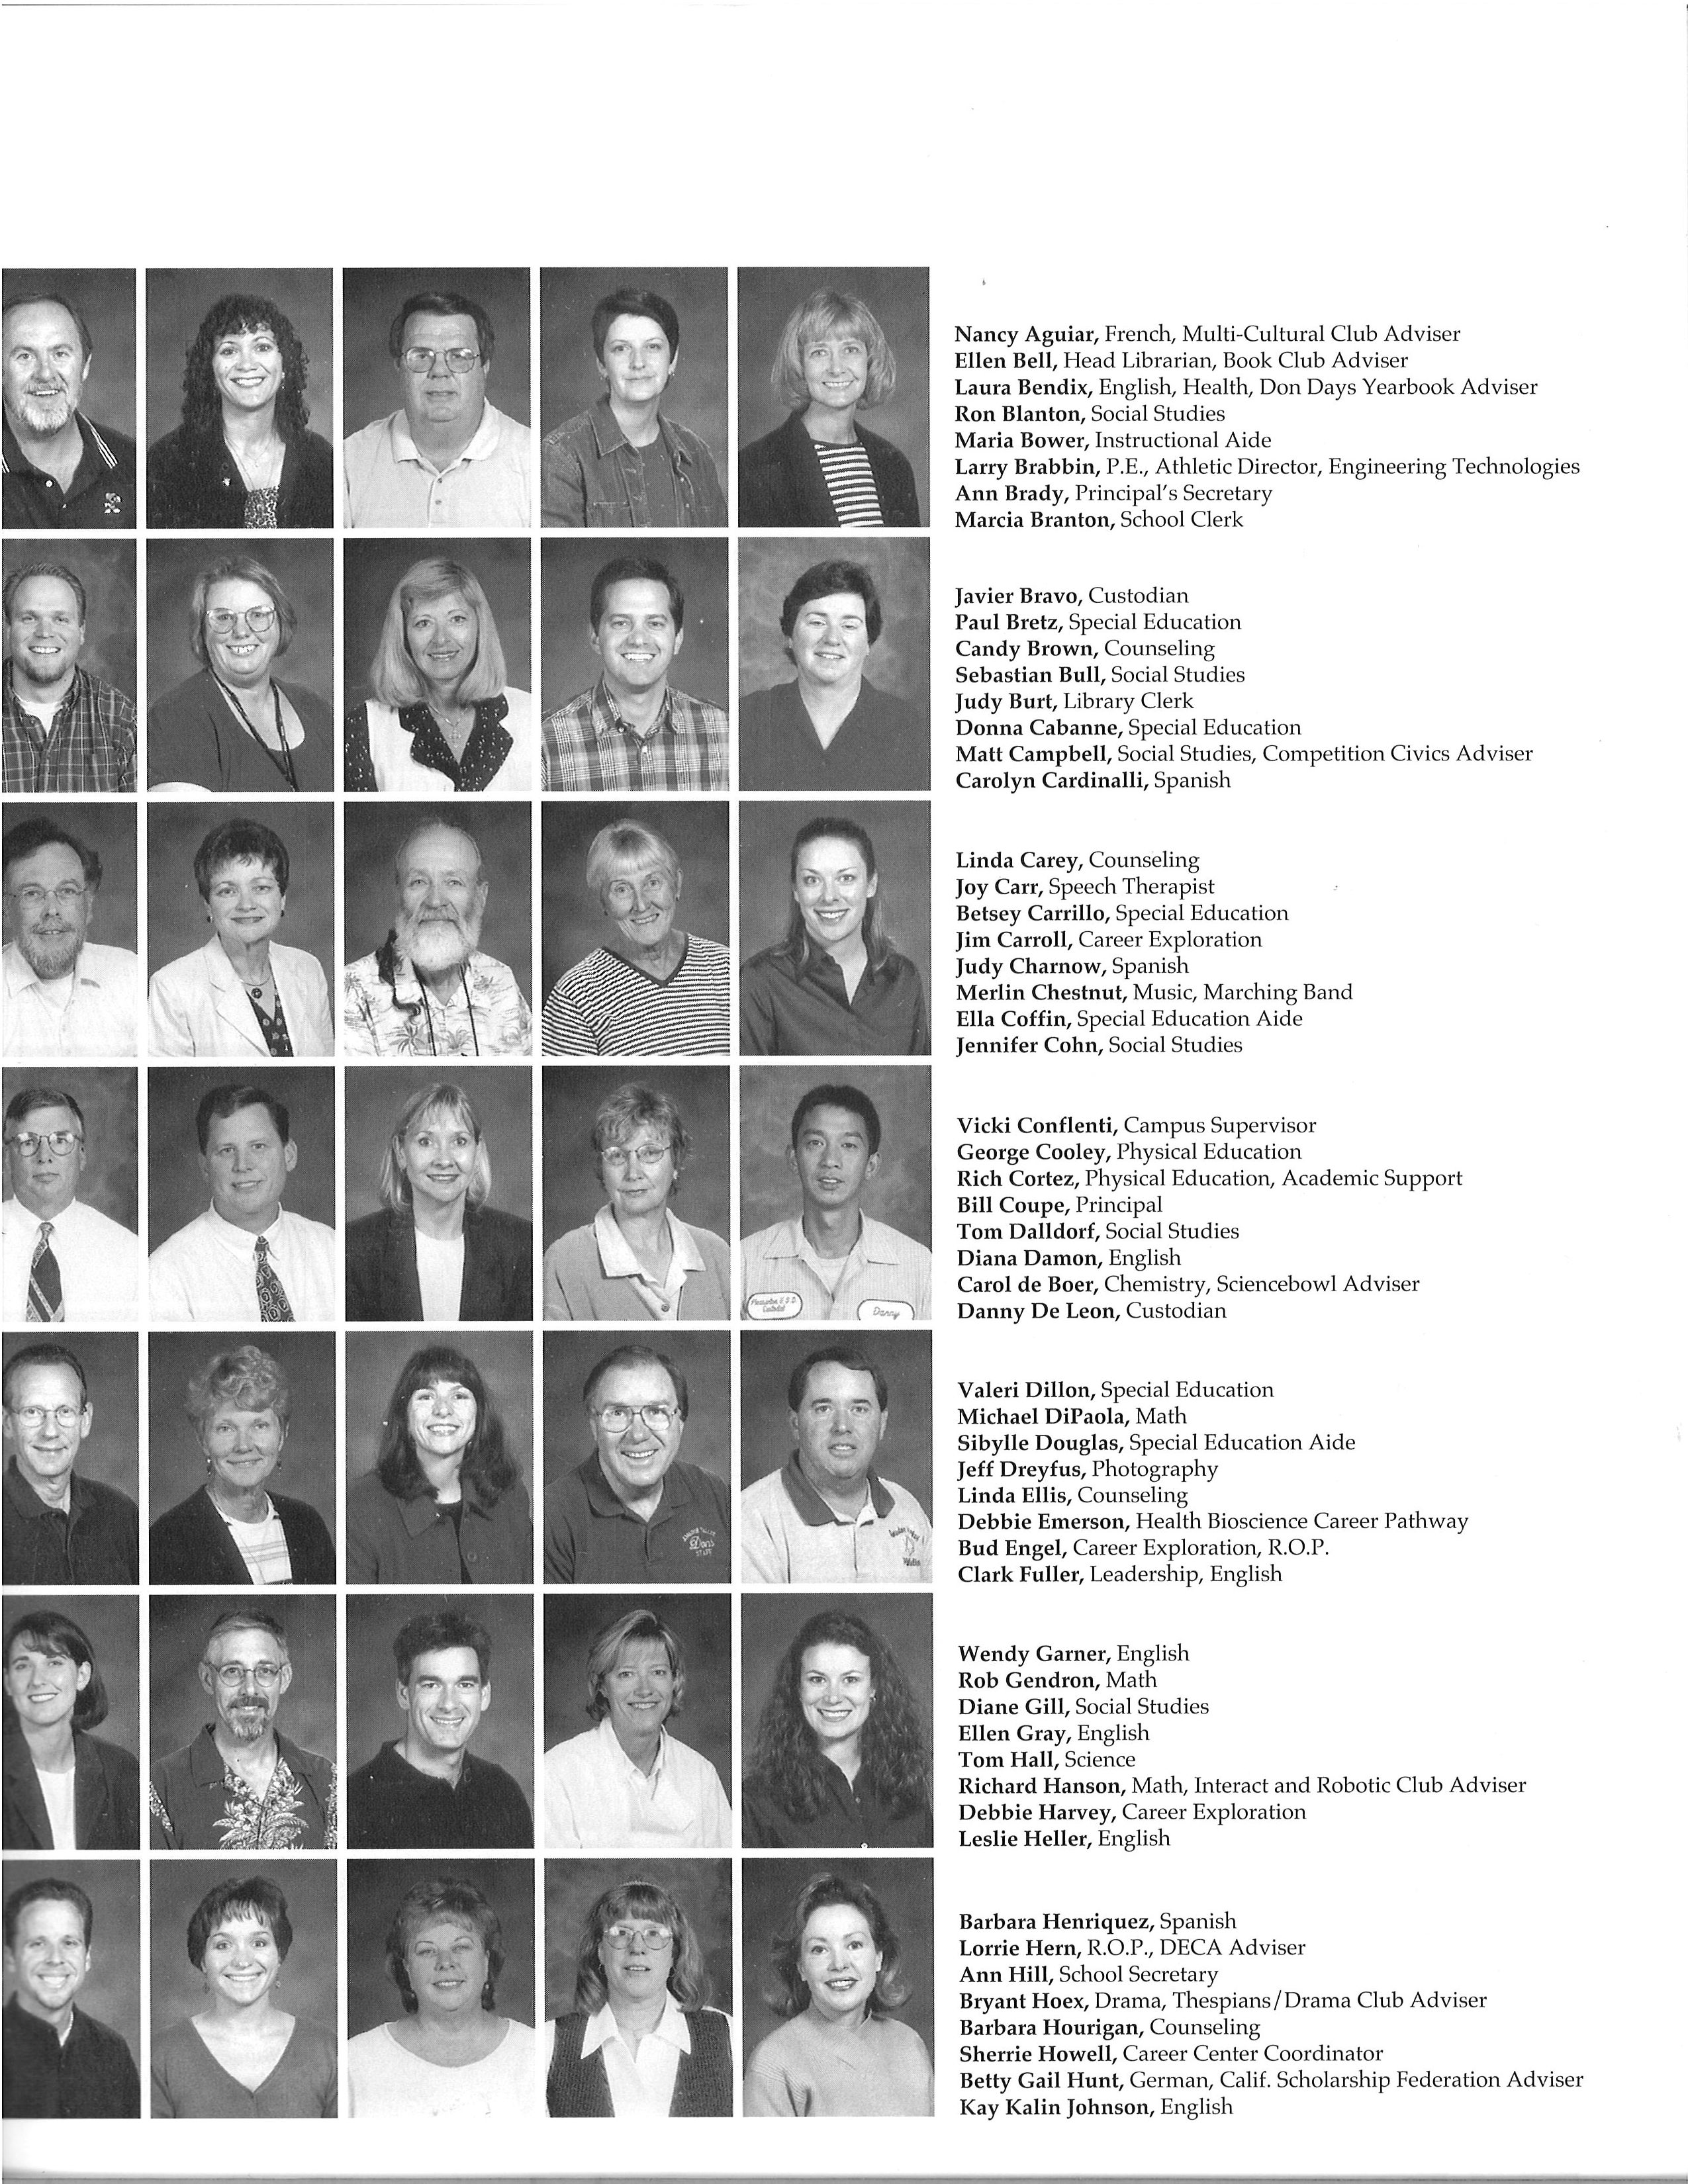 Nancy Aguiar, French, Multi-Cultural Club Adviser
Ellen Bell, Head Librarian, Book Club Adviser
Laura Bendix, English, Health, Don Days Yearbook Adviser
Ron Blanton, Social Studies
Maria Bower, Instructional Aide
Larry Brabbin, P.E., Athletic Director, Engineering Technologies
Ann Brady, Principal's Secretary
Marcia Branton, School Clerk
Javier Bravo, Custodian
Paul Bretz, Special Education
Candy Brown, Counseling
Sebastian Bull, Social Studies
Judy Burt, Library Clerk
Donna Cabanne, Special Education
Matt Campbell, Social Studies, Competition Civics Adviser
Carolyn Cardinalli, Spanish
Linda Carey, Counseling
Joy Carr, Speech Therapist
Betsey Carrillo, Special Education
Jim Carroll, Career Exploration
Judy Charnow, Spanish
Merlin Chestnut, Music, Marching Band
Ella Coffin, Special Education Aide
Jennifer Cohn, Social Studies
Danny
Vicki Conflenti, Campus Supervisor
George Cooley, Physical Education
Rich Cortez, Physical Education, Academic Support
Bill Coupe, Principal
Tom Dalldorf, Social Studies
Diana Damon, English
Carol de Boer, Chemistry, Sciencebowl Adviser
Danny De Leon, Custodian
Dons
Valeri Dillon, Special Education
Michael DiPaola, Math
Sibylle Douglas, Special Education Aide
Jeff Dreyfus, Photography
Linda Ellis, Counseling
Debbie Emerson, Health Bioscience Career Pathway
Bud Engel, Career Exploration, R.O.P.
Clark Fuller, Leadership, English
Wendy Garner, English
Rob Gendron, Math
Diane Gill, Social Studies
Ellen Gray, English
Tom Hall, Science
Richard Hanson, Math, Interact and Robotic Club Adviser
Debbie Harvey, Career Exploration
Leslie Heller, English
Barbara Henriquez, Spanish
Lorrie Hern, R.O.P., DECA Adviser
Ann Hill, School Secretary
Bryant Hoex, Drama, Thespians/Drama Club Adviser
Barbara Hourigan, Counseling
Sherrie Howell, Career Center Coordinator
Betty Gail Hunt, German, Calif. Scholarship Federation Adviser
Kay Kalin Johnson, English